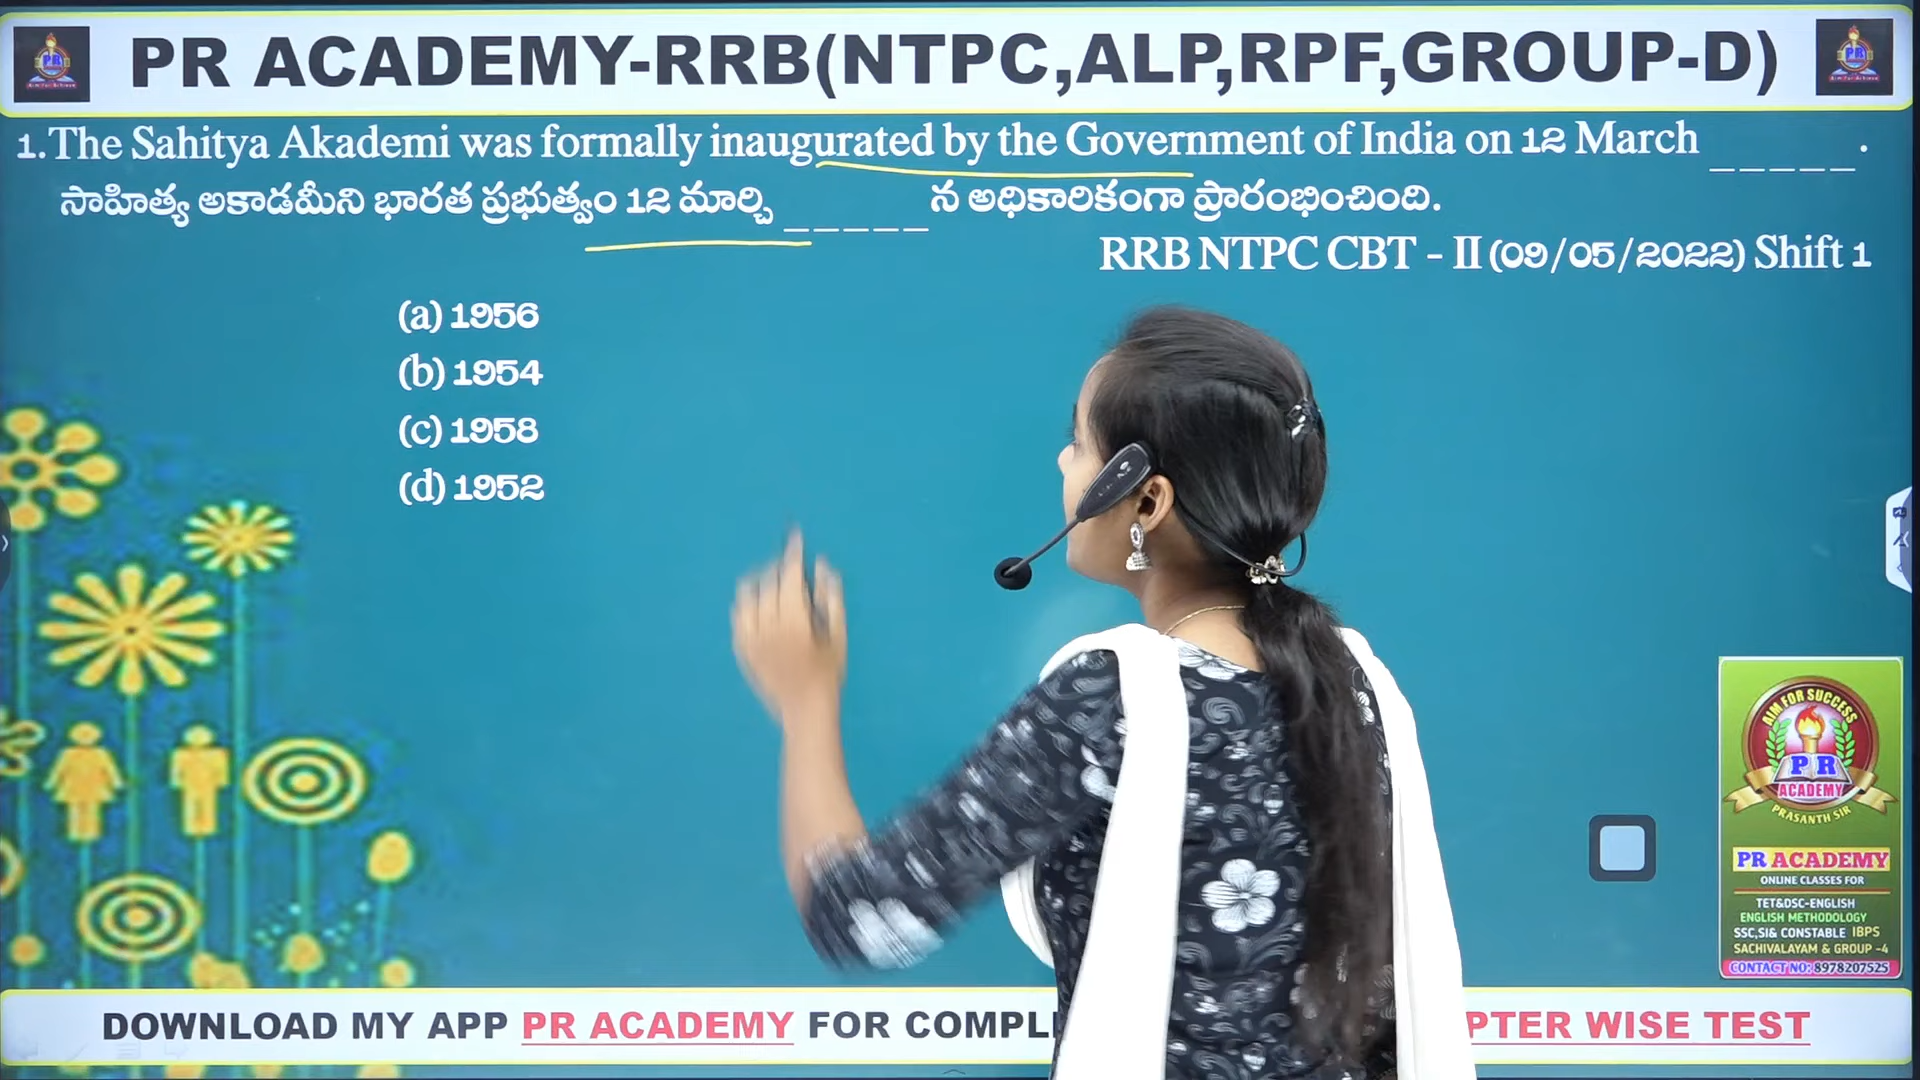 PR ACADEMY-RRB(NTPC,ALP,RPF,GROUP-D)
1.The Sahitya Akademi was formally inaugurated by the Government of India on 12 March _____.
సాహిత్య అకాడమీని భారత ప్రభుత్వం 12 మార్చి _____ న అధికారికంగా ప్రారంభించింది.
RRB NTPC CBT - II (09/05/2022) Shift 1
(a) 1956
(b) 1954
(c) 1958
(d) 1952
AIM FOR SUCCESS
P R
ACADEMY
PRASANTH SIR
PR ACADEMY
ONLINE CLASSES FOR
TET&DSC-ENGLISH
ENGLISH METHODOLOGY
SSC,SI& CONSTABLE IBPS
SACHIVALAYAM & GROUP -4
CONTACT NO: 8978207525
DOWNLOAD MY APP PR ACADEMY FOR COMPL PTER WISE TEST